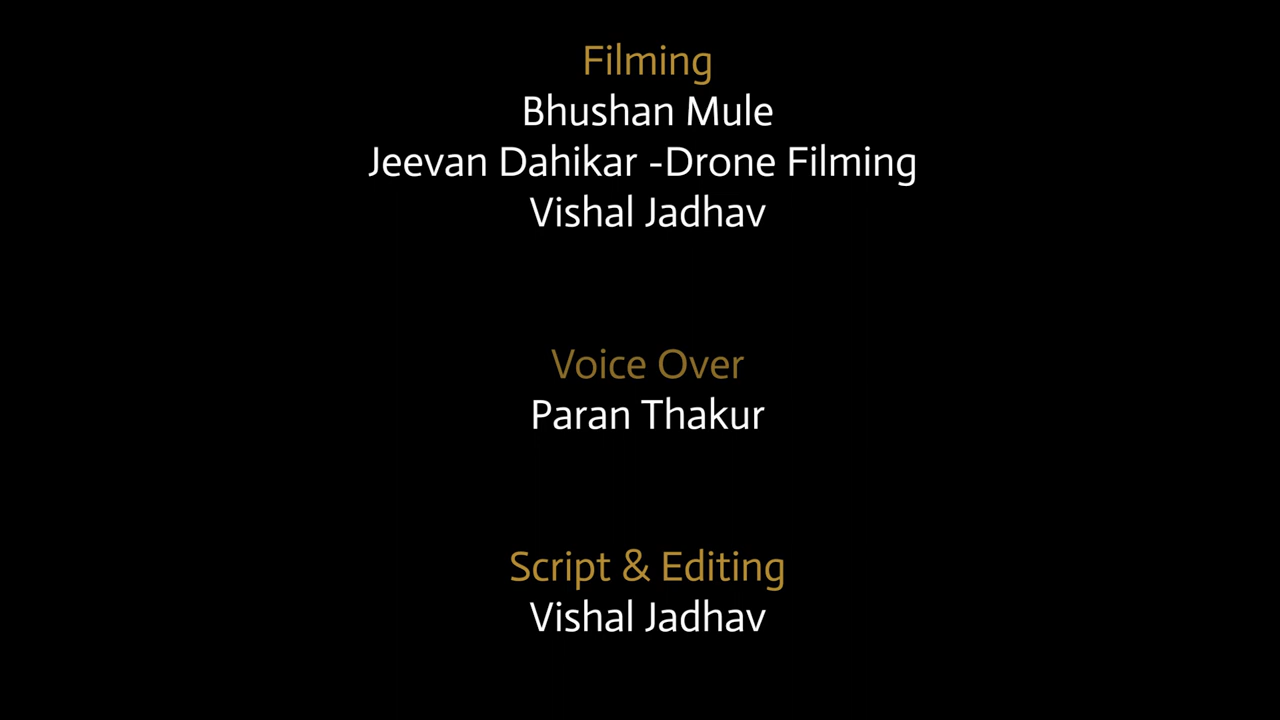 Filming
Bhushan Mule
Jeevan Dahikar -Drone Filming
Vishal Jadhav
Voice Over
Paran Thakur
Script & Editing
Vishal Jadhav